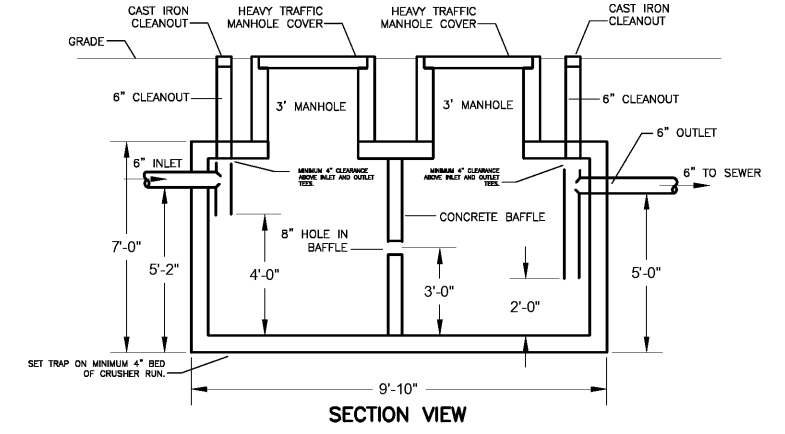 CAST IRON
CLEANOUT
HEAVY TRAFFIC
MANHOLE COVER
HEAVY TRAFFIC
MANHOLE COVER
CAST IRON
CLEANOUT
GRADE
6" CLEANOUT
3' MANHOLE
3' MANHOLE
6" CLEANOUT
6" OUTLET
6" INLET
MINIMUM 4" CLEARANCE
ABOVE INLET AND OUTLET
TEES.
MINIMUM 4" CLEARANCE
ABOVE INLET AND OUTLET
TEES.
6" TO SEWER
CONCRETE BAFFLE
8" HOLE IN
BAFFLE
7'-0"
5'-2"
4'-0"
3'-0"
2'-0"
5'-0"
SET TRAP ON MINIMUM 4" BED
OF CRUSHER RUN.
9'-10"
SECTION VIEW